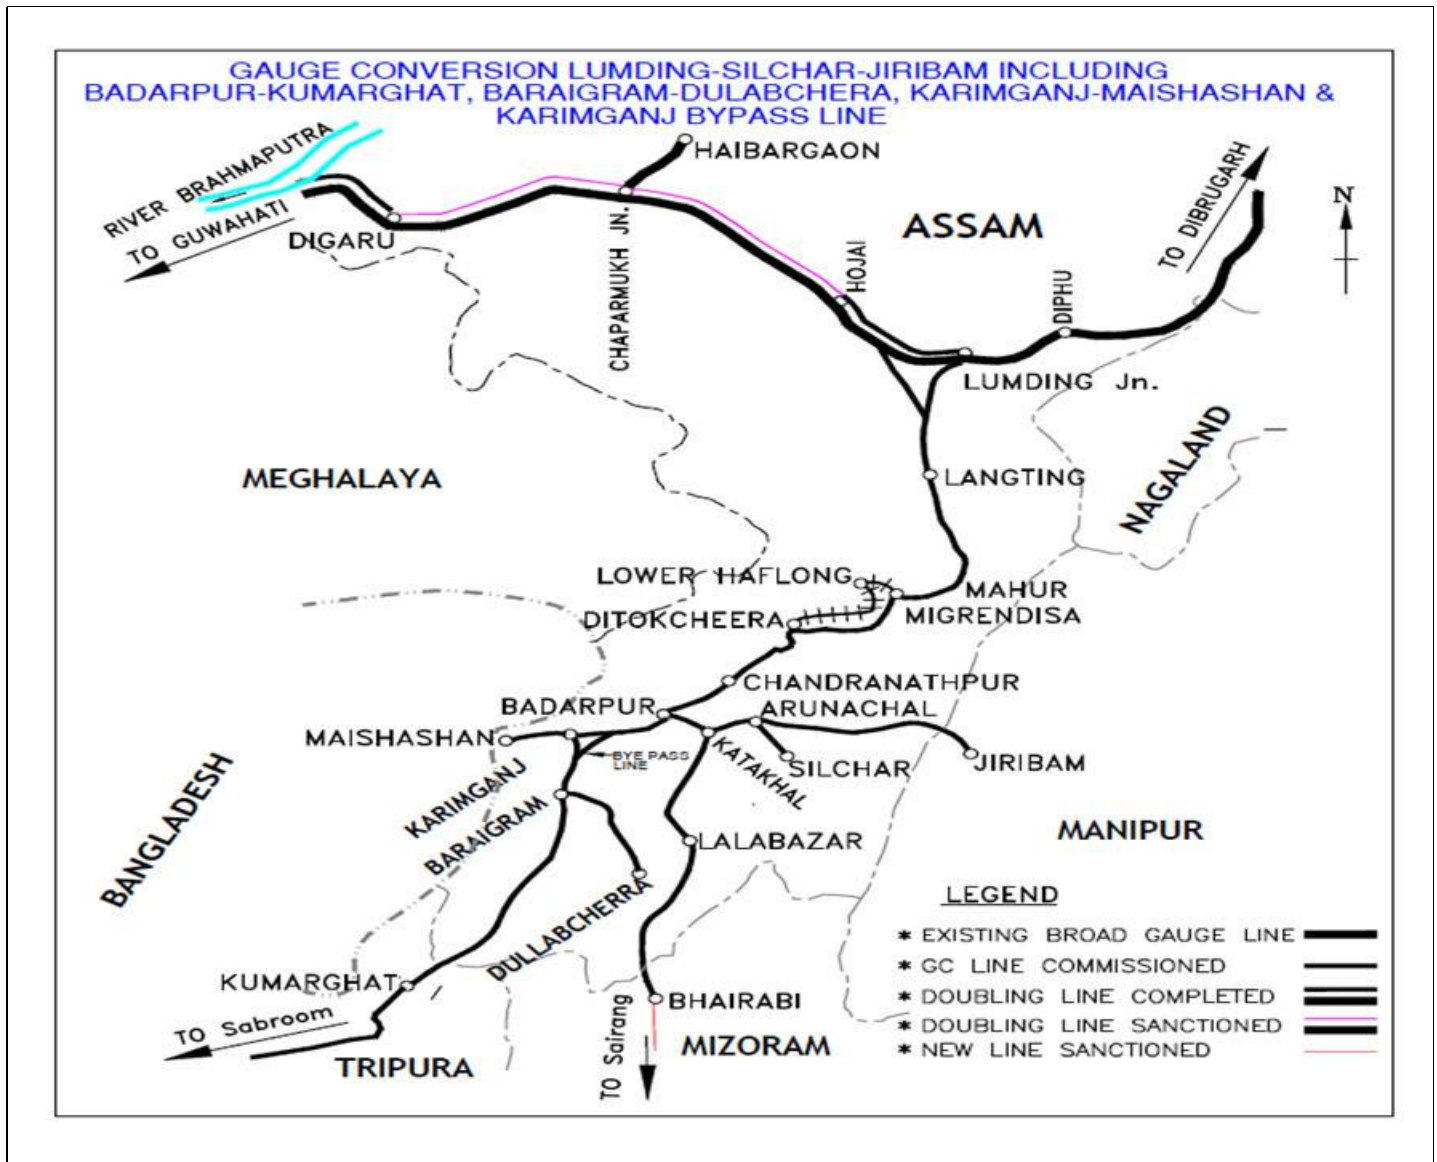 GAUGE CONVERSION LUMDING-SILCHAR-JIRIBAM INCLUDING
BADARPUR-KUMARGHAT, BARAIGRAM-DULABCHERA, KARIMGANJ-MAISHASHAN &
KARIMGANJ BYPASS LINE
RIVER BRAHMAPUTRA
TO GUWAHATI
DIGARU
HAIBARGAON
CHAPARMUKH JN.
ASSAM
HOJAI
DIPHU
TO DIBRUGARH
N
LUMDING Jn.
MEGHALAYA
LANGTING
NAGALAND
LOWER HAFLONG
MAHUR
MIGRENDISA
DITOKCHEERA
CHANDRANATHPUR
BADARPUR
ARUNACHAL
MAISHASHAN
BYE PASS
LINE
KATAKHAL
SILCHAR
JIRIBAM
KARIMGANJ
BARAIGRAM
BANGLADESH
LALABAZAR
MANIPUR
DULLABCHERRA
KUMARGHAT
TO Sabroom
TRIPURA
BHAIRABI
TO Sairang
MIZORAM
LEGEND
* EXISTING BROAD GAUGE LINE
* GC LINE COMMISSIONED
* DOUBLING LINE COMPLETED
* DOUBLING LINE SANCTIONED
* NEW LINE SANCTIONED